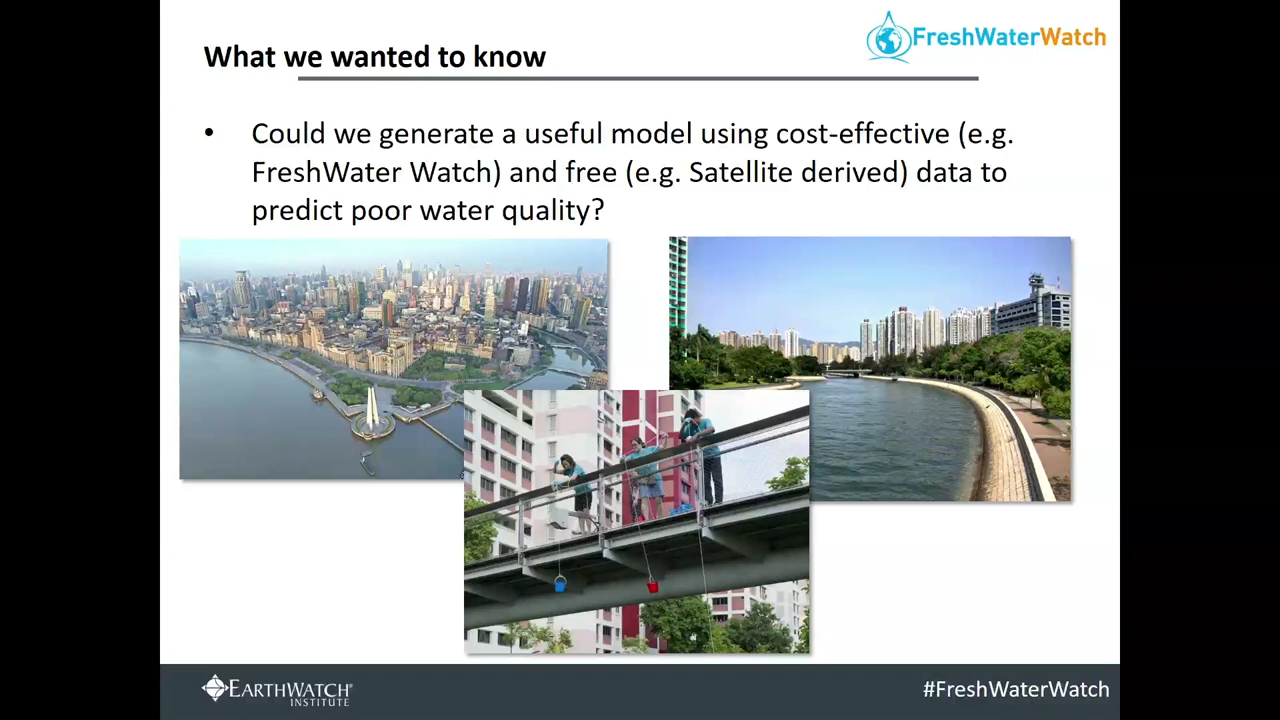 FreshWaterWatch
What we wanted to know
• Could we generate a useful model using cost-effective (e.g.
FreshWater Watch) and free (e.g. Satellite derived) data to
predict poor water quality?
EARTHWATCH®
INSTITUTE
#FreshWaterWatch